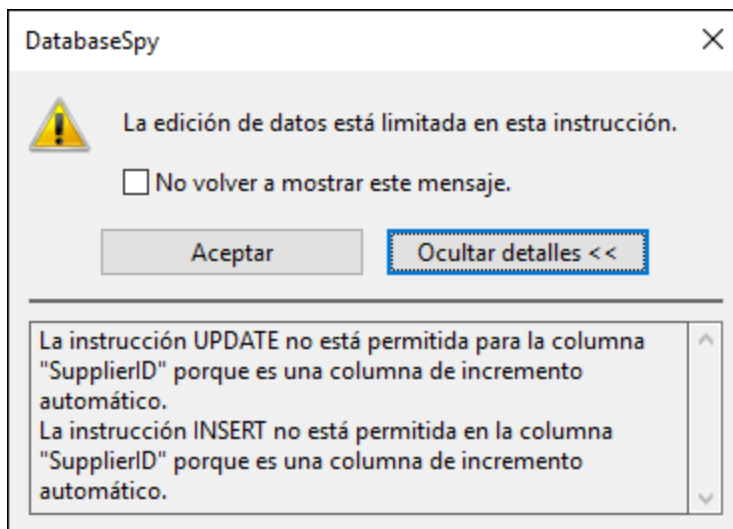 DatabaseSpy
La edición de datos está limitada en esta instrucción.
No volver a mostrar este mensaje.
Aceptar
Ocultar detalles <<
La instrucción UPDATE no está permitida para la columna
"SupplierID" porque es una columna de incremento
automático.
La instrucción INSERT no está permitida en la columna
"SupplierID" porque es una columna de incremento
automático.